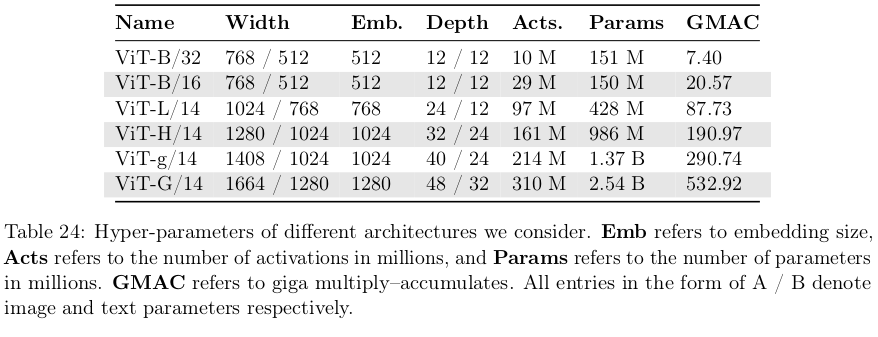 Name Width Emb. Depth Acts. Params GMAC
ViT-B/32 768 / 512 512 12 / 12 10 M 151 M 7.40
ViT-B/16 768 / 512 512 12 / 12 29 M 150 M 20.57
ViT-L/14 1024 / 768 768 24 / 12 97 M 428 M 87.73
ViT-H/14 1280 / 1024 1024 32 / 24 161 M 986 M 190.97
ViT-g/14 1408 / 1024 1024 40 / 24 214 M 1.37 B 290.74
ViT-G/14 1664 / 1280 1280 48 / 32 310 M 2.54 B 532.92
Table 24: Hyper-parameters of different architectures we consider. Emb refers to embedding size,
Acts refers to the number of activations in millions, and Params refers to the number of parameters
in millions. GMAC refers to giga multiply–accumulates. All entries in the form of A / B denote
image and text parameters respectively.